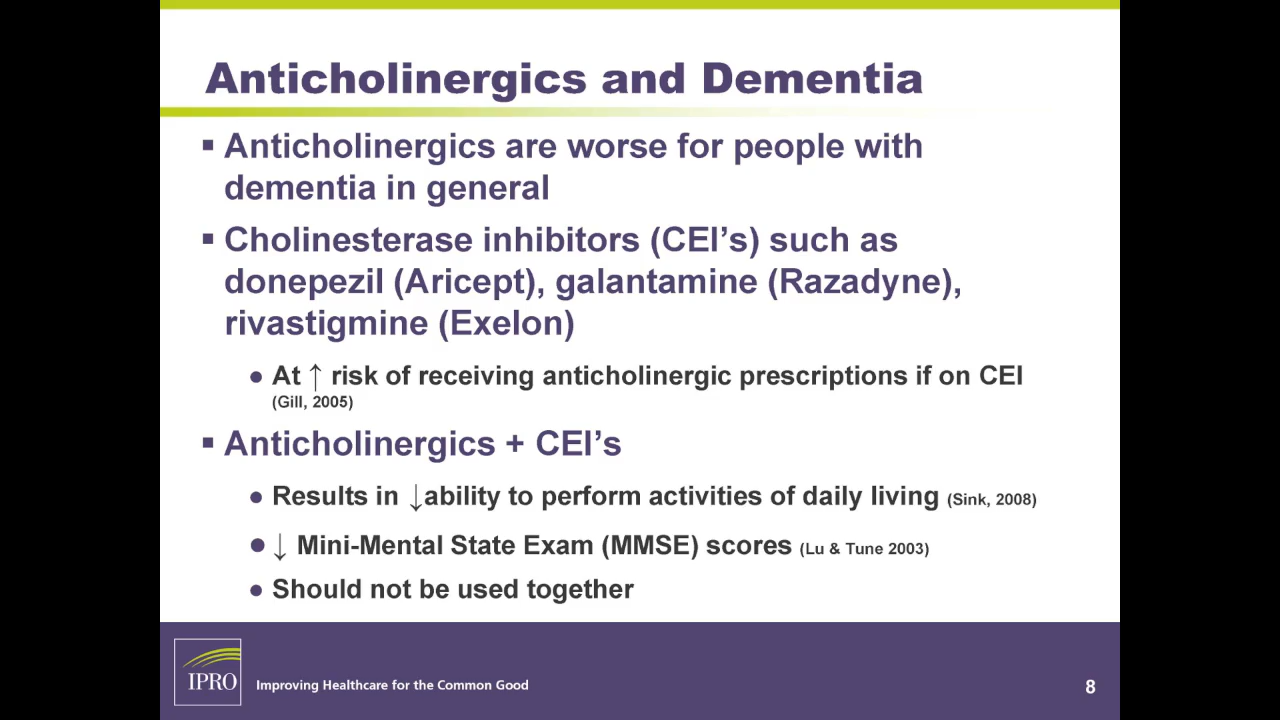 Anticholinergics and Dementia
▪ Anticholinergics are worse for people with
dementia in general
▪ Cholinesterase inhibitors (CEI’s) such as
donepezil (Aricept), galantamine (Razadyne),
rivastigmine (Exelon)
● At ↑ risk of receiving anticholinergic prescriptions if on CEI
(Gill, 2005)
▪ Anticholinergics + CEI’s
● Results in ↓ability to perform activities of daily living (Sink, 2008)
● ↓ Mini-Mental State Exam (MMSE) scores (Lu & Tune 2003)
● Should not be used together
IPRO
Improving Healthcare for the Common Good
8